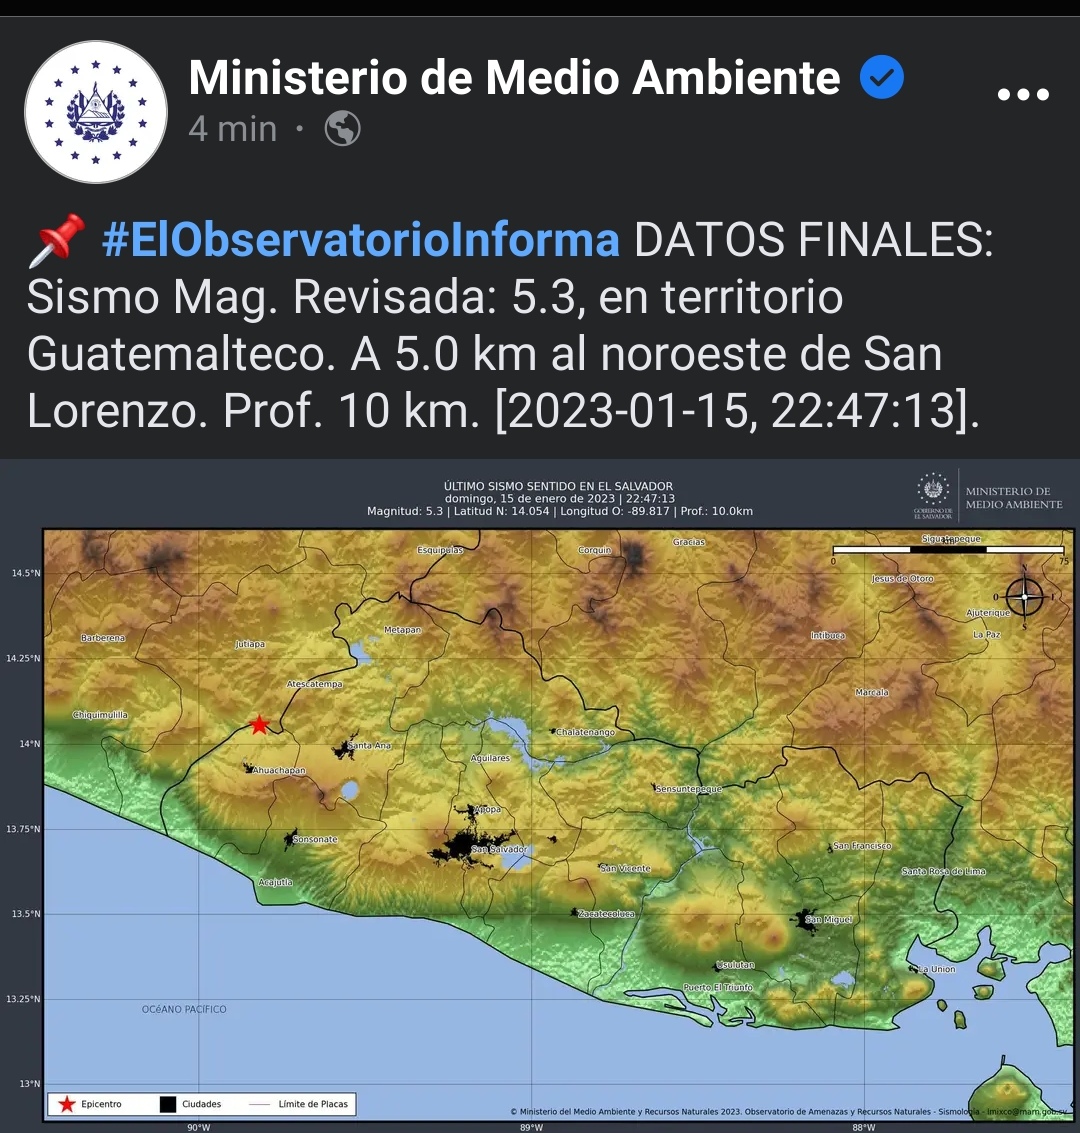 Ministerio de Medio Ambiente
4 min ·
📌 #ElObservatorioInforma DATOS FINALES:
Sismo Mag. Revisada: 5.3, en territorio
Guatemalteco. A 5.0 km al noroeste de San
Lorenzo. Prof. 10 km. [2023-01-15, 22:47:13].
ÚLTIMO SISMO SENTIDO EN EL SALVADOR
domingo, 15 de enero de 2023 | 22:47:13
Magnitud: 5.3 | Latitud N: 14.054 | Longitud O: -89.817 | Prof.: 10.0km
GOBIERNO DE
EL SALVADOR
MINISTERIO DE
MEDIO AMBIENTE
Siguatepeque
km
0 75
Esquipulas Corquin Gracias
14.5°N
Jesus de Otoro
N
O E
S
Ajuterique
La Paz
Barberena Jutiapa Metapan Intibuca
14.25°N
Atescatempa Marcala
Chiquimulilla
14°N
Chalatenango
Santa Ana
Aguilares
Ahuachapan
Sensuntepeque
13.75°N
Apopa
Sonsonate
San Salvador
San Francisco
San Vicente
Santa Rosa de Lima
Acajutla
13.5°N
Zacatecoluca
San Miguel
Usulutan
La Union
Puerto El Triunfo
13.25°N
OCéANO PACÍFICO
13°N
Epicentro Ciudades Límite de Placas
© Ministerio del Medio Ambiente y Recursos Naturales 2023. Observatorio de Amenazas y Recursos Naturales - Sismología - lmixco@marn.gob.sv
90°W 89°W 88°W